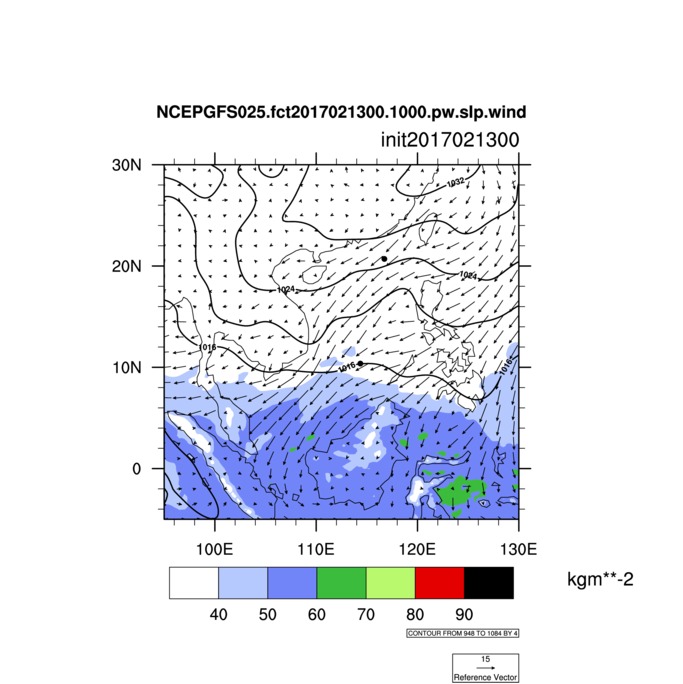 NCEPGFS025.fct2017021300.1000.pw.slp.wind
init2017021300
30N
1032
20N
1024
1024
1016
10N
1016
1016
0
100E 110E 120E 130E
kgm**-2
40 50 60 70 80 90
CONTOUR FROM 948 TO 1084 BY 4
15
Reference Vector